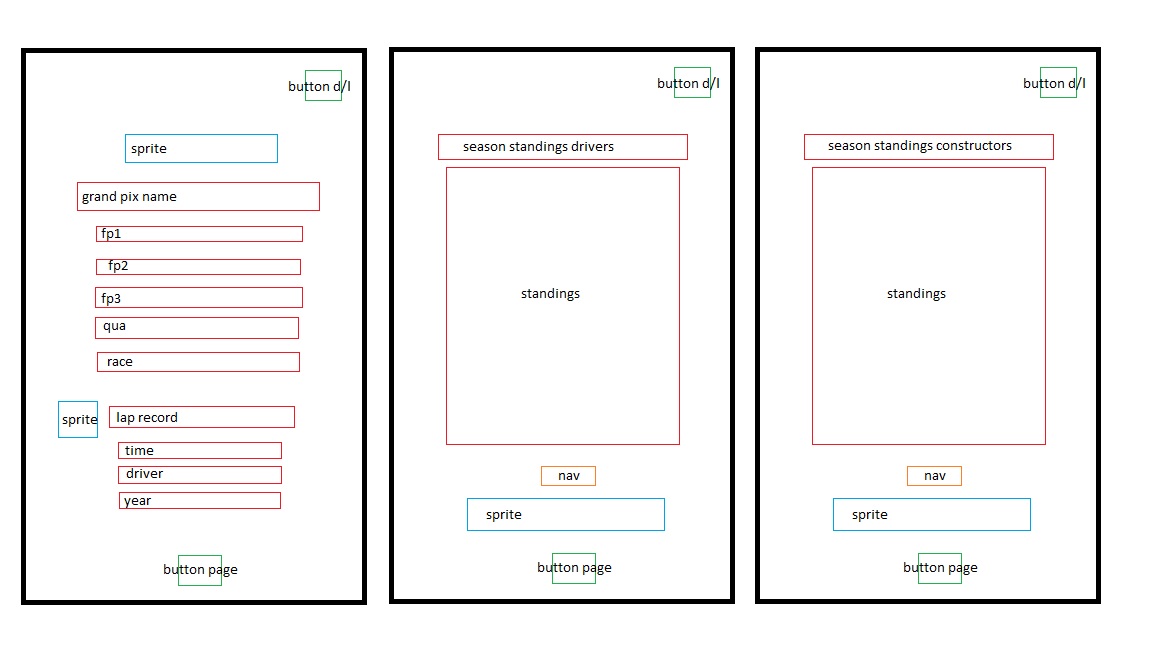 button d/l
sprite
grand pix name
fp1
fp2
fp3
qua
race
sprite
lap record
time
driver
year
button page
button d/l
season standings drivers
standings
nav
sprite
button page
button d/l
season standings constructors
standings
nav
sprite
button page